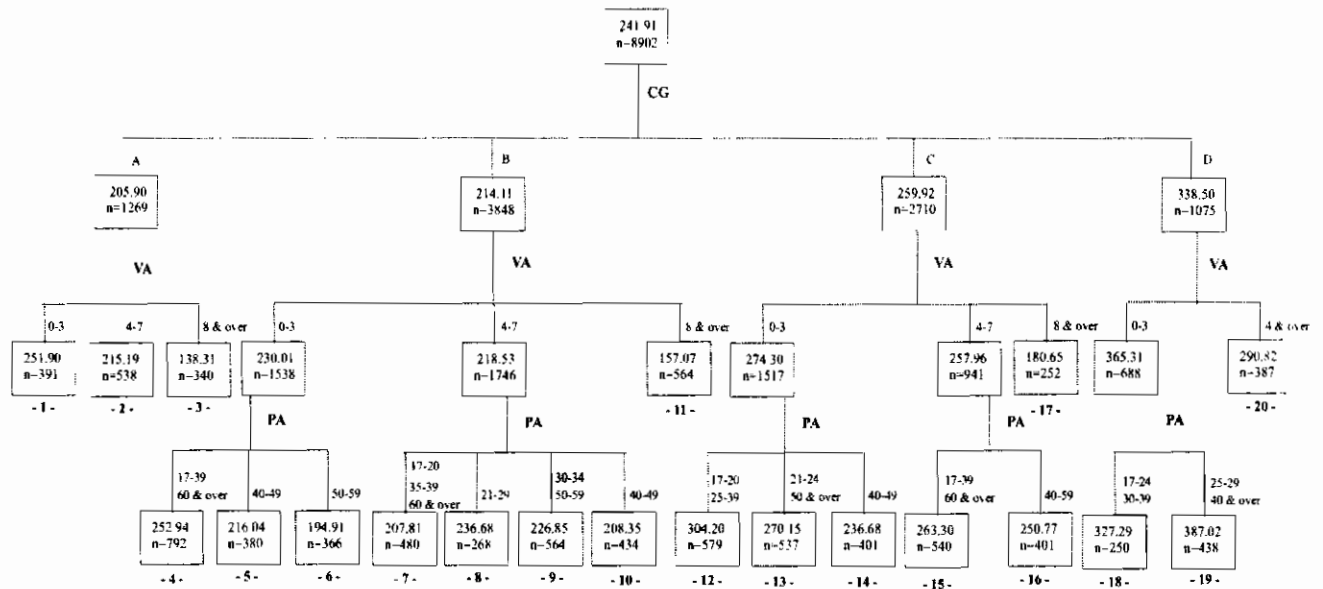 241.91
n=8902
CG
A
B
C
D
205.90
n=1269
214.11
n=3848
259.92
n=2710
338.50
n=1075
VA
VA
VA
VA
0-3
4-7
8 & over
0-3
4-7
8 & over
0-3
4-7
8 & over
0-3
4 & over
251.90
n=391
215.19
n=538
138.31
n=340
230.01
n=1538
218.53
n=1746
157.07
n=564
274.30
n=1517
257.96
n=941
180.65
n=252
365.31
n=688
290.82
n=387
- 1 -
- 2 -
- 3 -
- 11 -
- 17 -
- 20 -
PA
PA
PA
PA
PA
17-39
60 & over
40-49
50-59
17-20
35-39
60 & over
21-29
30-34
50-59
40-49
17-20
25-39
21-24
50 & over
40-49
17-39
60 & over
40-59
17-24
30-39
25-29
40 & over
252.94
n=792
216.04
n=380
194.91
n=366
207.81
n=480
236.68
n=268
226.85
n=564
208.35
n=434
304.20
n=579
270.15
n=537
236.68
n=401
263.30
n=540
250.77
n=401
327.29
n=250
387.02
n=438
- 4 -
- 5 -
- 6 -
- 7 -
- 8 -
- 9 -
- 10 -
- 12 -
- 13 -
- 14 -
- 15 -
- 16 -
- 18 -
- 19 -